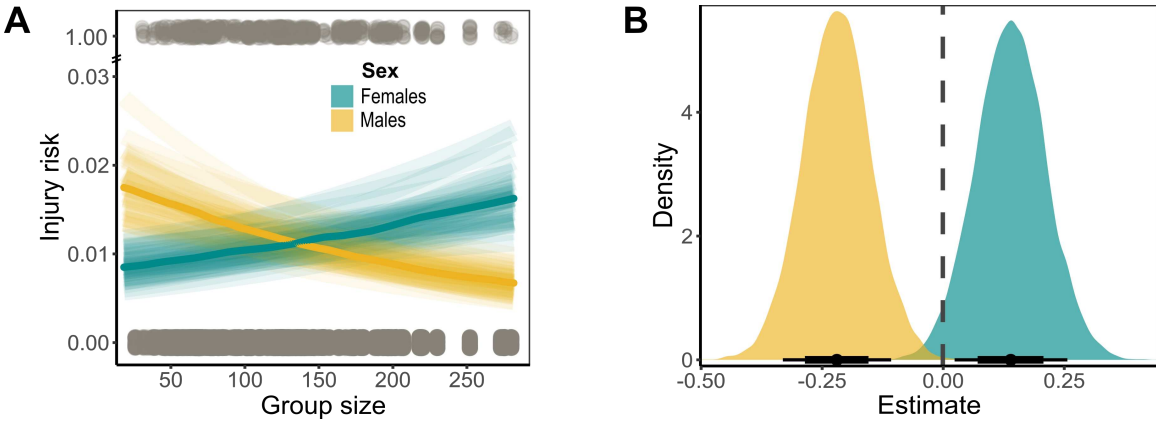 A
1.00
0.03
0.02
0.01
0.00
Injury risk
Sex
Females
Males
50
100
150
200
250
Group size
B
4
2
0
Density
-0.50
-0.25
0.00
0.25
Estimate